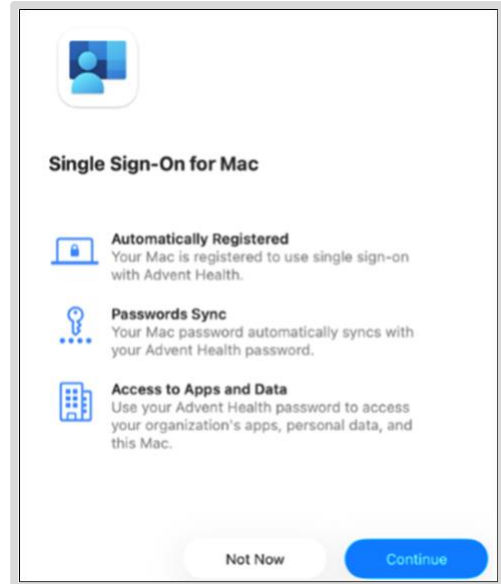 Single Sign-On for Mac
Automatically Registered
Your Mac is registered to use single sign-on
with Advent Health.
Passwords Sync
Your Mac password automatically syncs with
your Advent Health password.
Access to Apps and Data
Use your Advent Health password to access
your organization's apps, personal data, and
this Mac.
Not Now
Continue